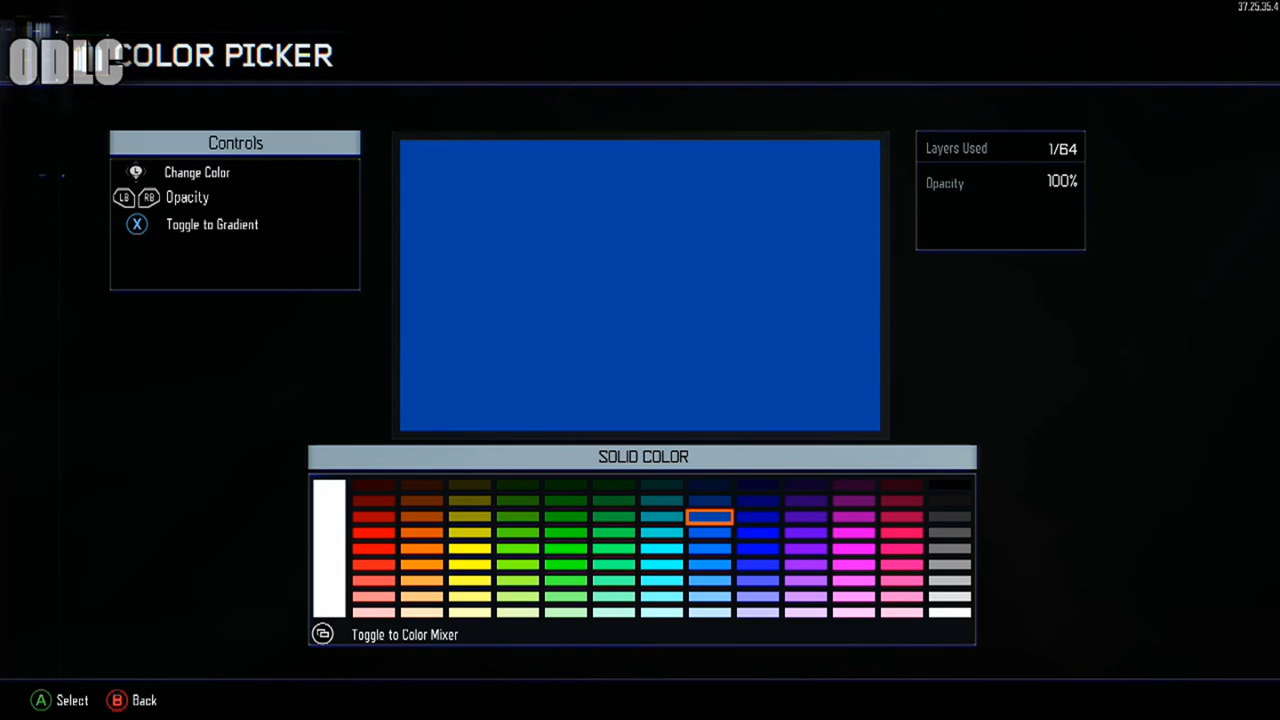 37.25.35.4
ODLC
COLOR PICKER
Controls
L Change Color
LB RB Opacity
X Toggle to Gradient
Layers Used 1/64
Opacity 100%
SOLID COLOR
Toggle to Color Mixer
A Select B Back